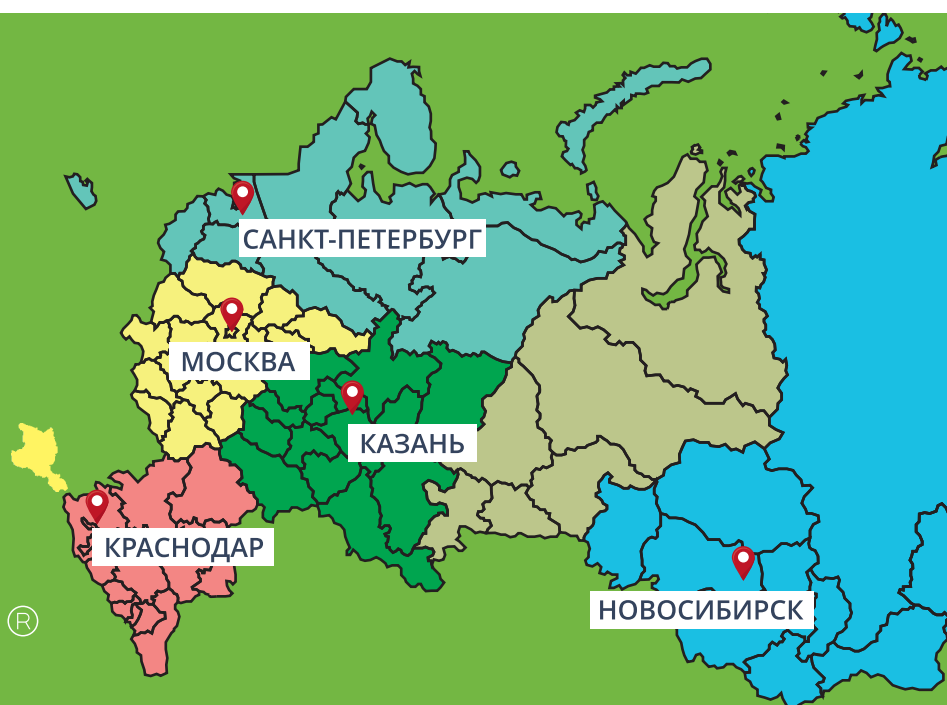 САНКТ-ПЕТЕРБУРГ
МОСКВА
КАЗАНЬ
КРАСНОДАР
НОВОСИБИРСК
®